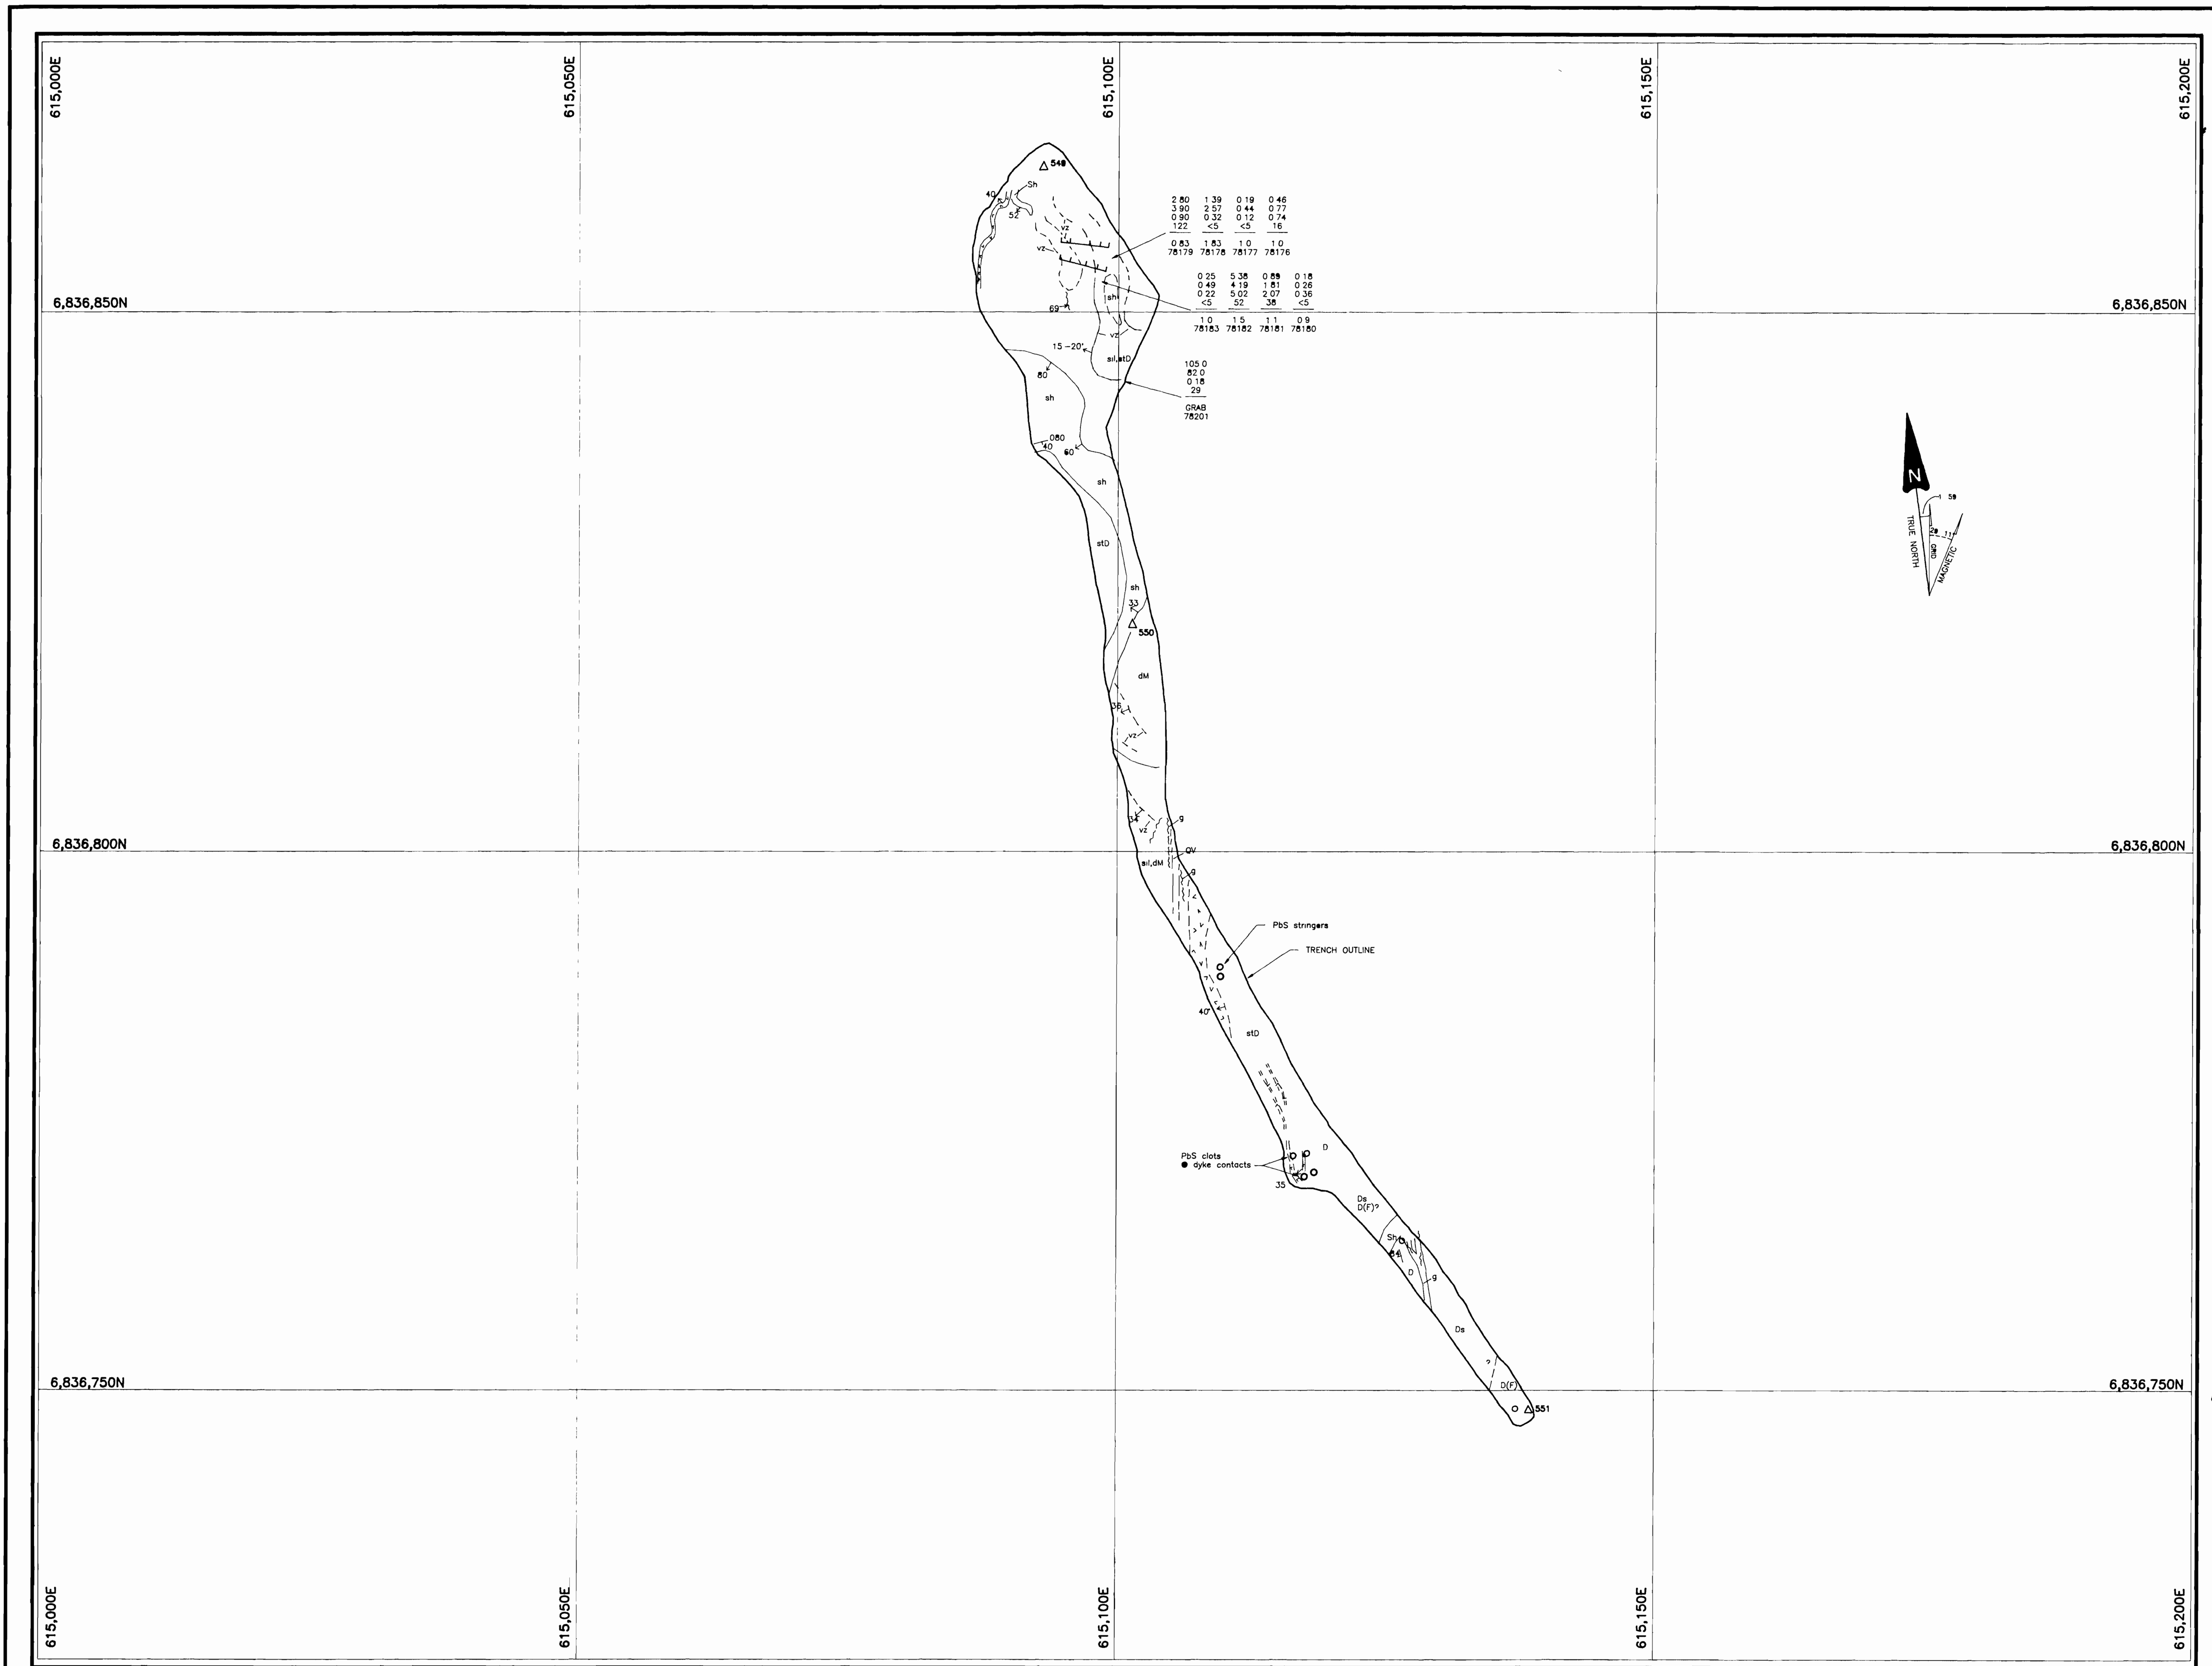 615,000E
615,050E
615,100E
615,150E
615,200E
549
Sh
40
52
vz
vz
2 80 1 39 0 19 0 46
3 90 2 57 0 44 0 77
0 90 0 32 0 12 0 74
122 <5 <5 16
0 83 1 83 1 0 1 0
78179 78178 78177 78176
0 25 5 38 0 89 0 18
0 49 4 19 1 81 0 26
0 22 5 02 2 07 0 36
<5 52 38 <5
1 0 1 5 1 1 0 9
78183 78182 78181 78180
6,836,850N
6,836,850N
69
sh
vz
15 -20°
sil,stD
105 0
82 0
0 18
29
GRAB
78201
80
sh
080
40
60
sh
stD
N
TRUE NORTH
GRID
MAGNETIC
1 59
28 11
sh
33
550
dM
36
vz
34
vz
g
6,836,800N
6,836,800N
QV
sil,dM
g
PbS stringers
TRENCH OUTLINE
?
40°
stD
PbS clots
● dyke contacts
D
35
Ds
D(F)?
Sh
84
D
g
Ds
?
6,836,750N
6,836,750N
D(F)
551
615,000E
615,050E
615,100E
615,150E
615,200E